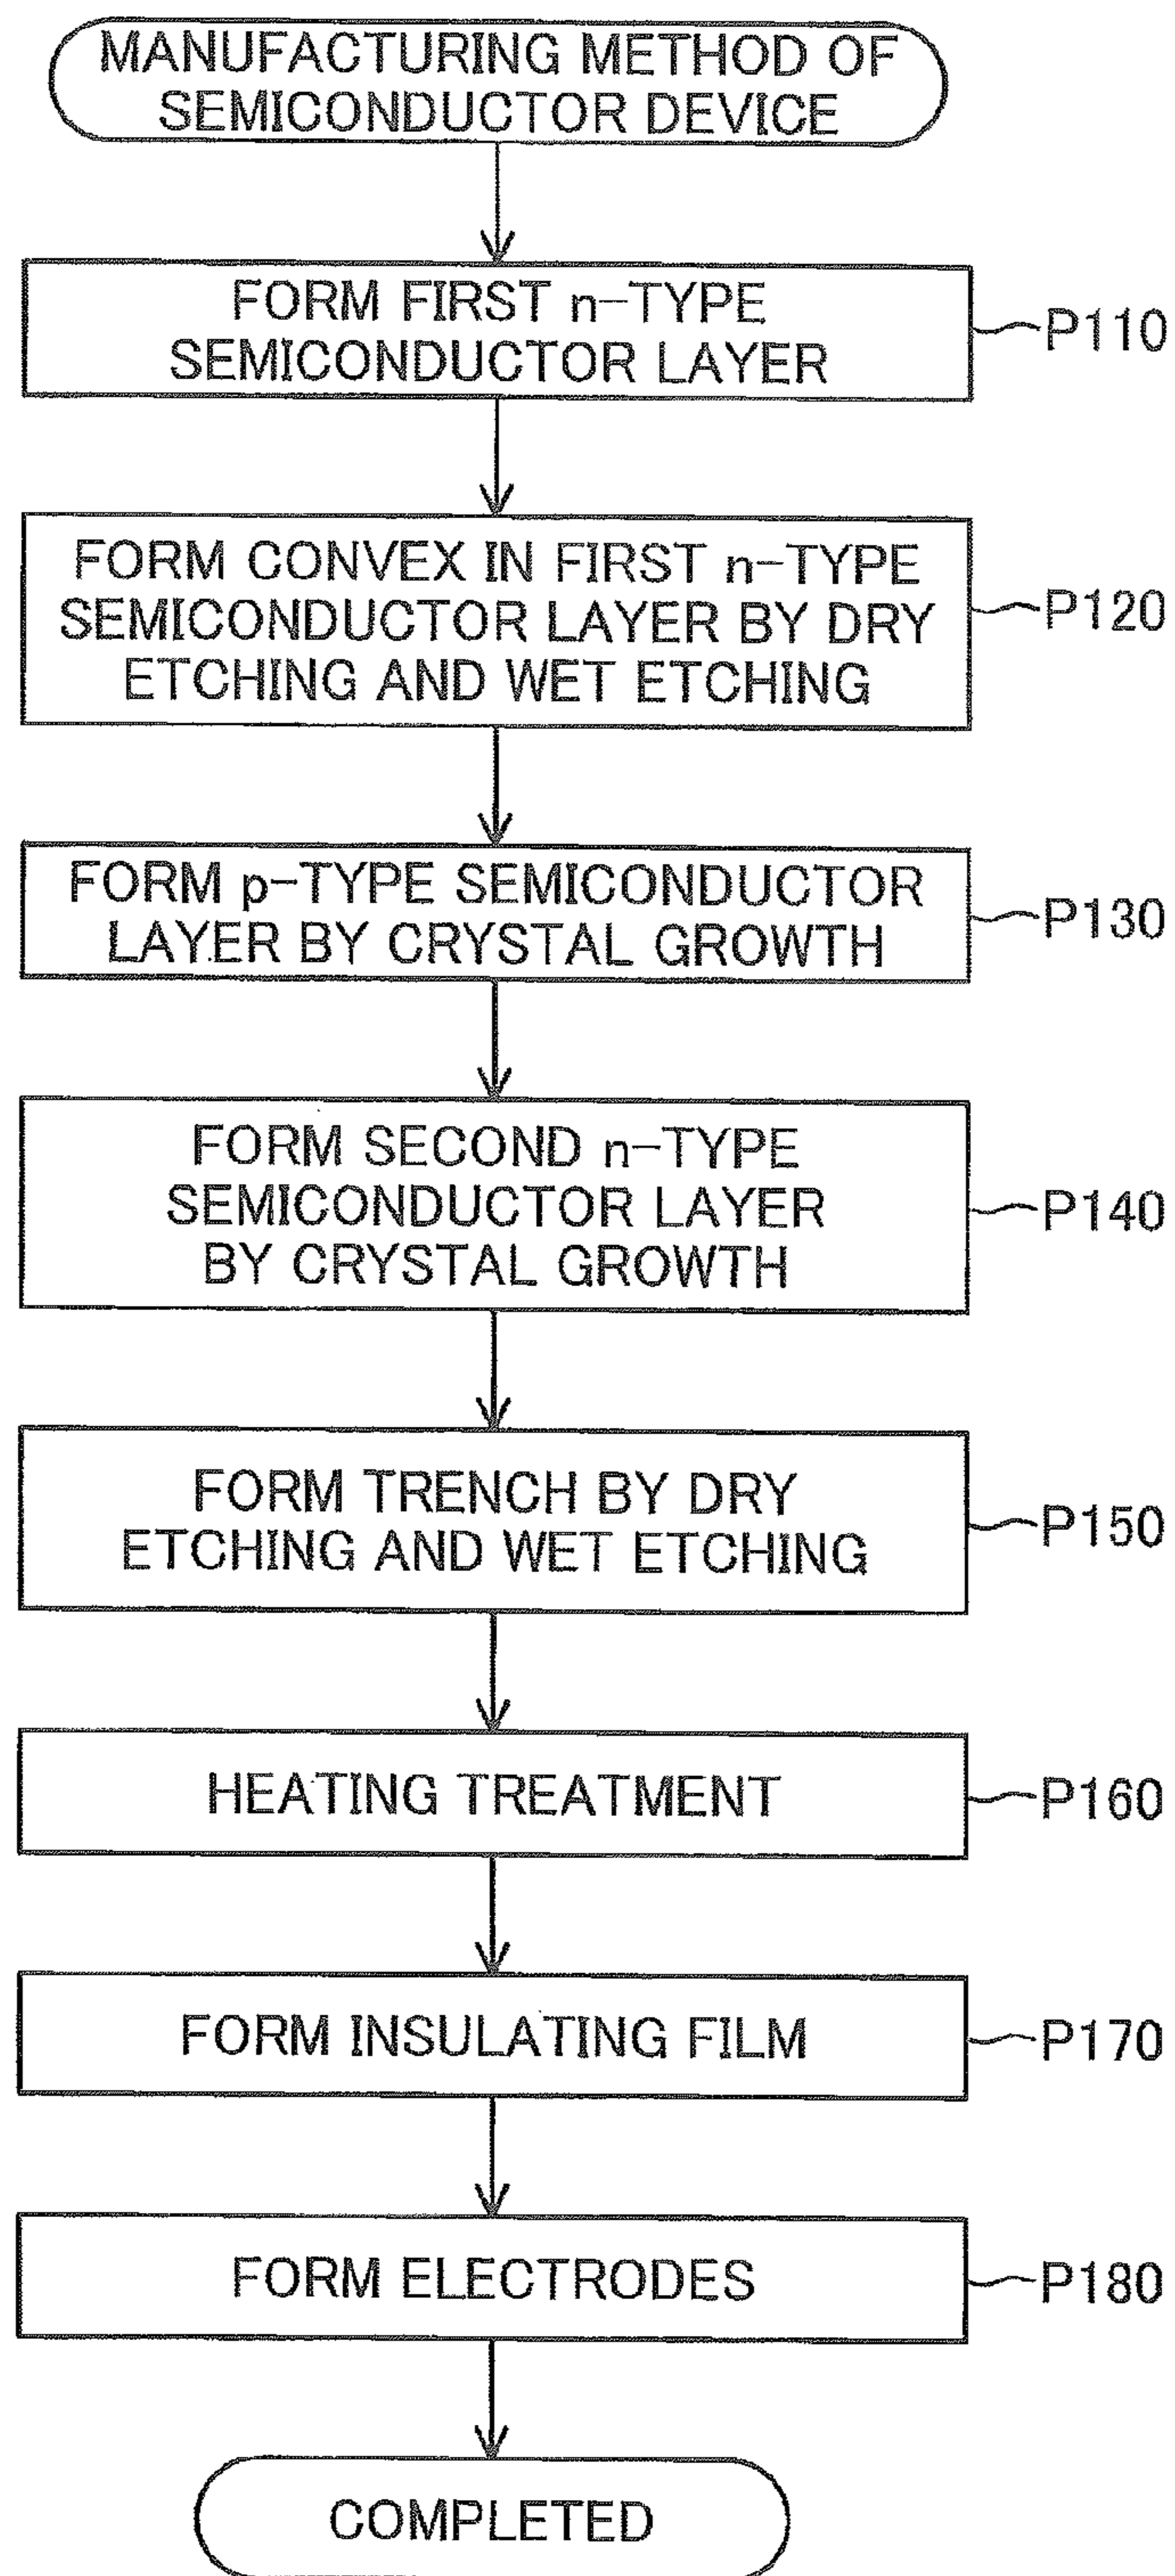 MANUFACTURING METHOD OF
SEMICONDUCTOR DEVICE
FORM FIRST n-TYPE
SEMICONDUCTOR LAYER
P110
FORM CONVEX IN FIRST n-TYPE
SEMICONDUCTOR LAYER BY DRY
ETCHING AND WET ETCHING
P120
FORM p-TYPE SEMICONDUCTOR
LAYER BY CRYSTAL GROWTH
P130
FORM SECOND n-TYPE
SEMICONDUCTOR LAYER
BY CRYSTAL GROWTH
P140
FORM TRENCH BY DRY
ETCHING AND WET ETCHING
P150
HEATING TREATMENT
P160
FORM INSULATING FILM
P170
FORM ELECTRODES
P180
COMPLETED